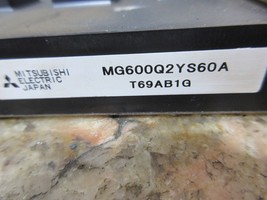 MITSUBISHI
ELECTRIC
JAPAN
MG600Q2YS60A
T69AB1G